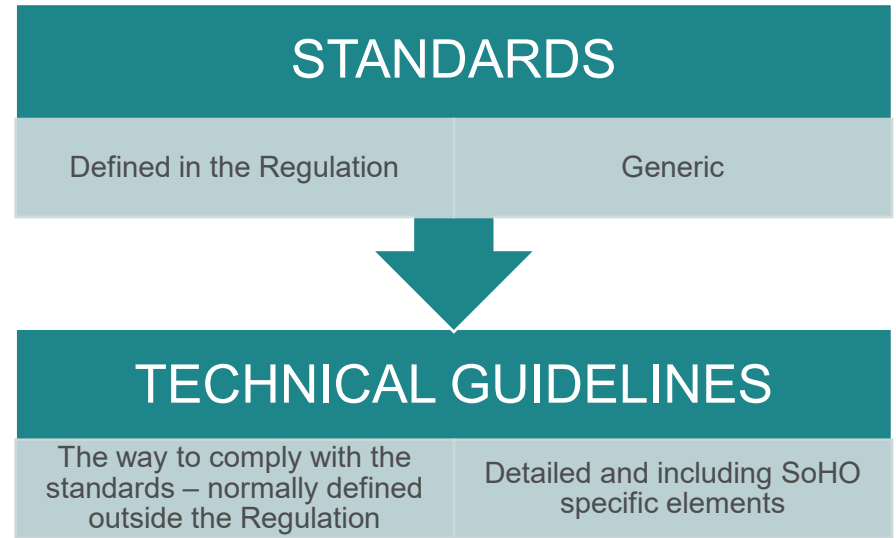 STANDARDS
Defined in the Regulation
Generic
TECHNICAL GUIDELINES
The way to comply with the
standards – normally defined
outside the Regulation
Detailed and including SoHO
specific elements